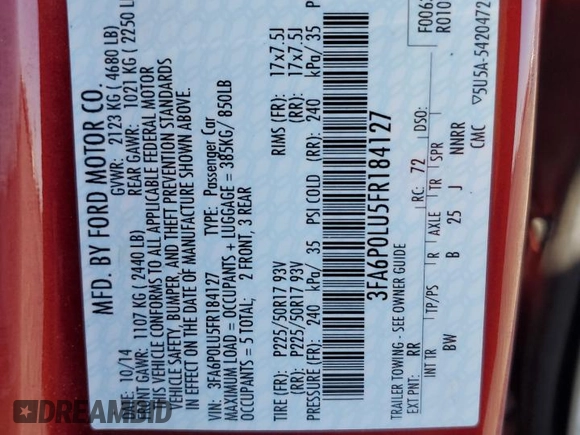 MFD. BY FORD MOTOR CO.
DATE: 10/14 GVWR: 2123 KG ( 4680 LB)
FRONT GAWR: 1107 KG ( 2440 LB) REAR GAWR: 1021 KG ( 2250 LB
THIS VEHICLE CONFORMS TO ALL APPLICABLE FEDERAL MOTOR
VEHICLE SAFETY, BUMPER, AND THEFT PREVENTION STANDARDS
IN EFFECT ON THE DATE OF MANUFACTURE SHOWN ABOVE.
VIN: 3FA6P0LU5FR184127 TYPE: Passenger Car
MAXIMUM LOAD = OCCUPANTS + LUGGAGE = 385KG/ 850LB
OCCUPANTS = 5 TOTAL; 2 FRONT, 3 REAR
TIRE (FR): P225/50R17 93V RIMS (FR): 17x7.5J
TIRE (RR): P225/50R17 93V (RR): 17x7.5J
PRESSURE (FR): 240 kPa/ 35 PSI COLD (RR): 240 kPa/ 35 P
3FA6P0LU5FR184127
TRAILER TOWING - SEE OWNER GUIDE
F006
R010
EXT PNT: RR RC: 72 DSO:
INT TR TP/PS R AXLE TR SPR
BW B 25 J NNRR
CMC ▽5U5A-5420472
DREAMBID